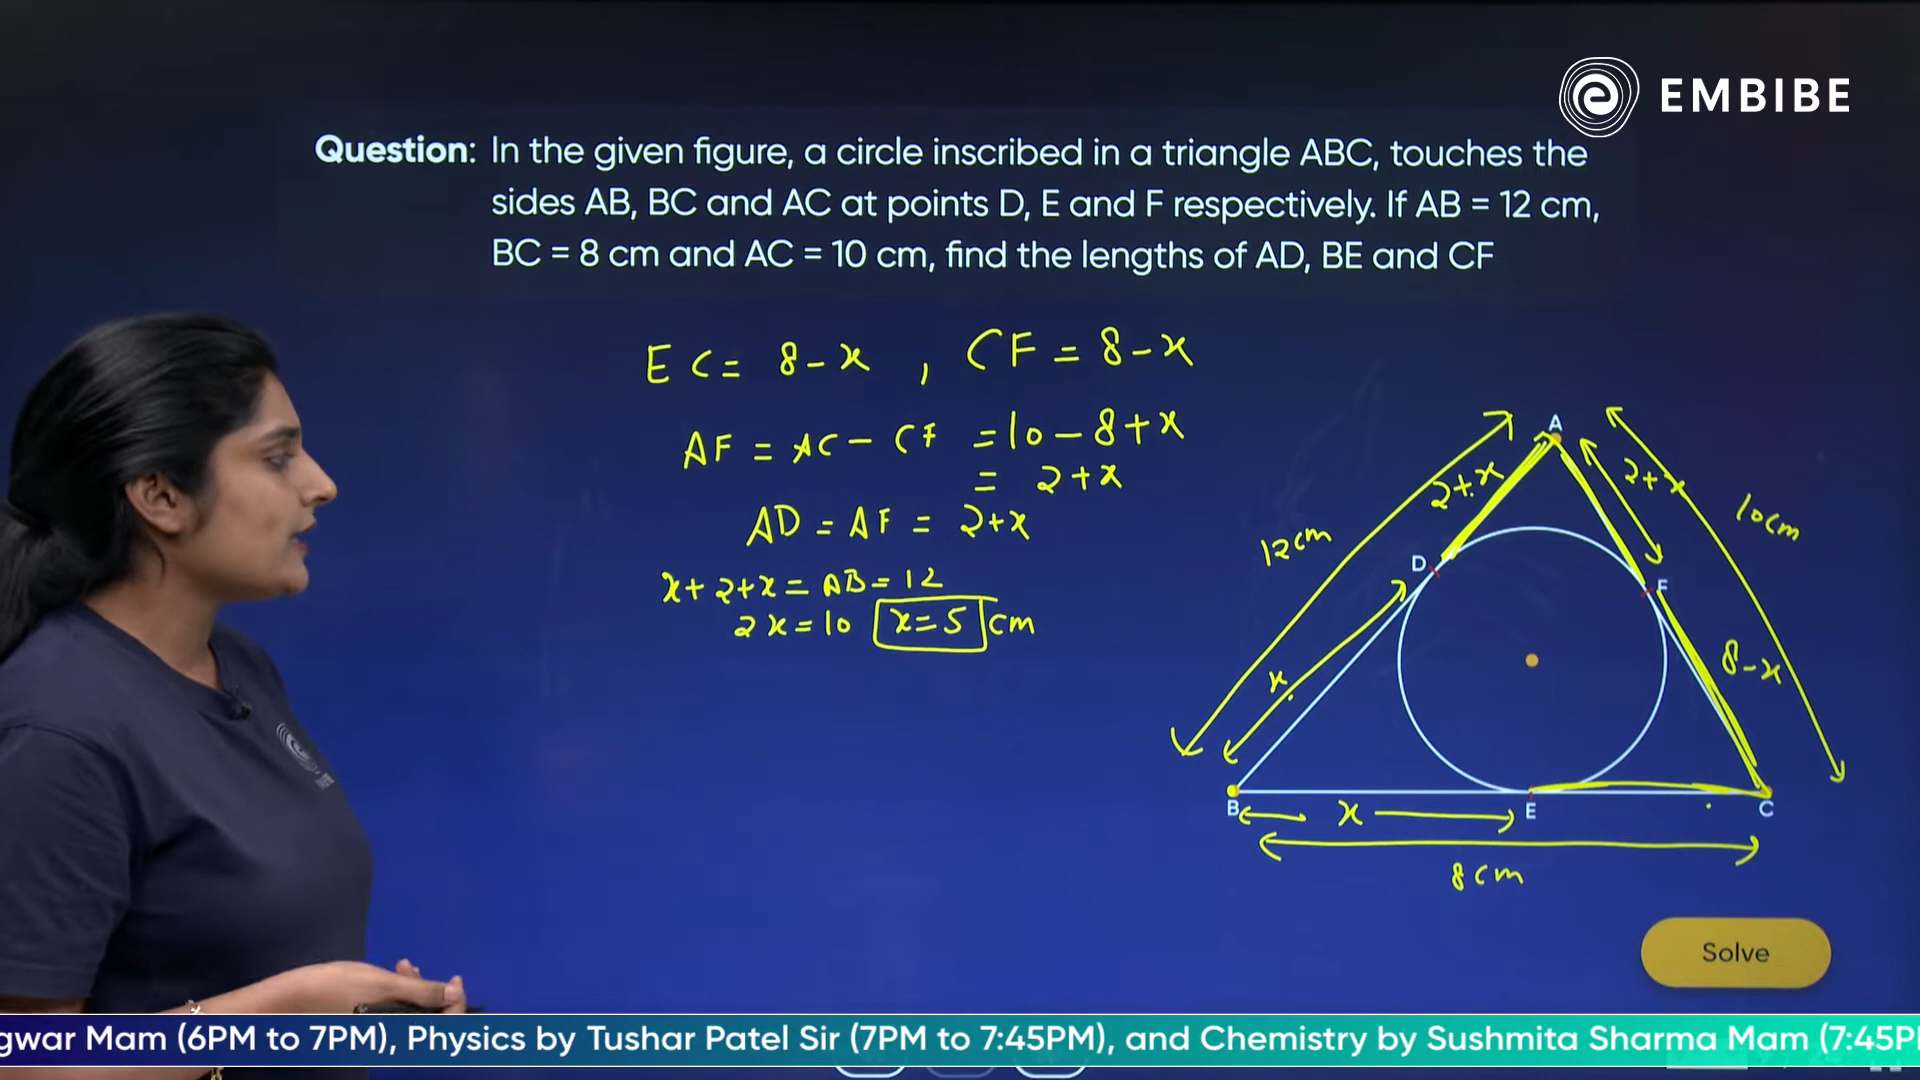 EMBIBE
Question: In the given figure, a circle inscribed in a triangle ABC, touches the
sides AB, BC and AC at points D, E and F respectively. If AB = 12 cm,
BC = 8 cm and AC = 10 cm, find the lengths of AD, BE and CF
EC = 8 - x , CF = 8 - x
AF = AC - CF = 10 - 8 + x
= 2 + x
AD = AF = 2 + x
x + 2 + x = AB = 12
2x = 10 x = 5 cm
A
2 + x
2 + x
10 cm
12 cm
D
F
8 - x
x
B
x
E
C
8 cm
Solve
gwar Mam (6PM to 7PM), Physics by Tushar Patel Sir (7PM to 7:45PM), and Chemistry by Sushmita Sharma Mam (7:45P